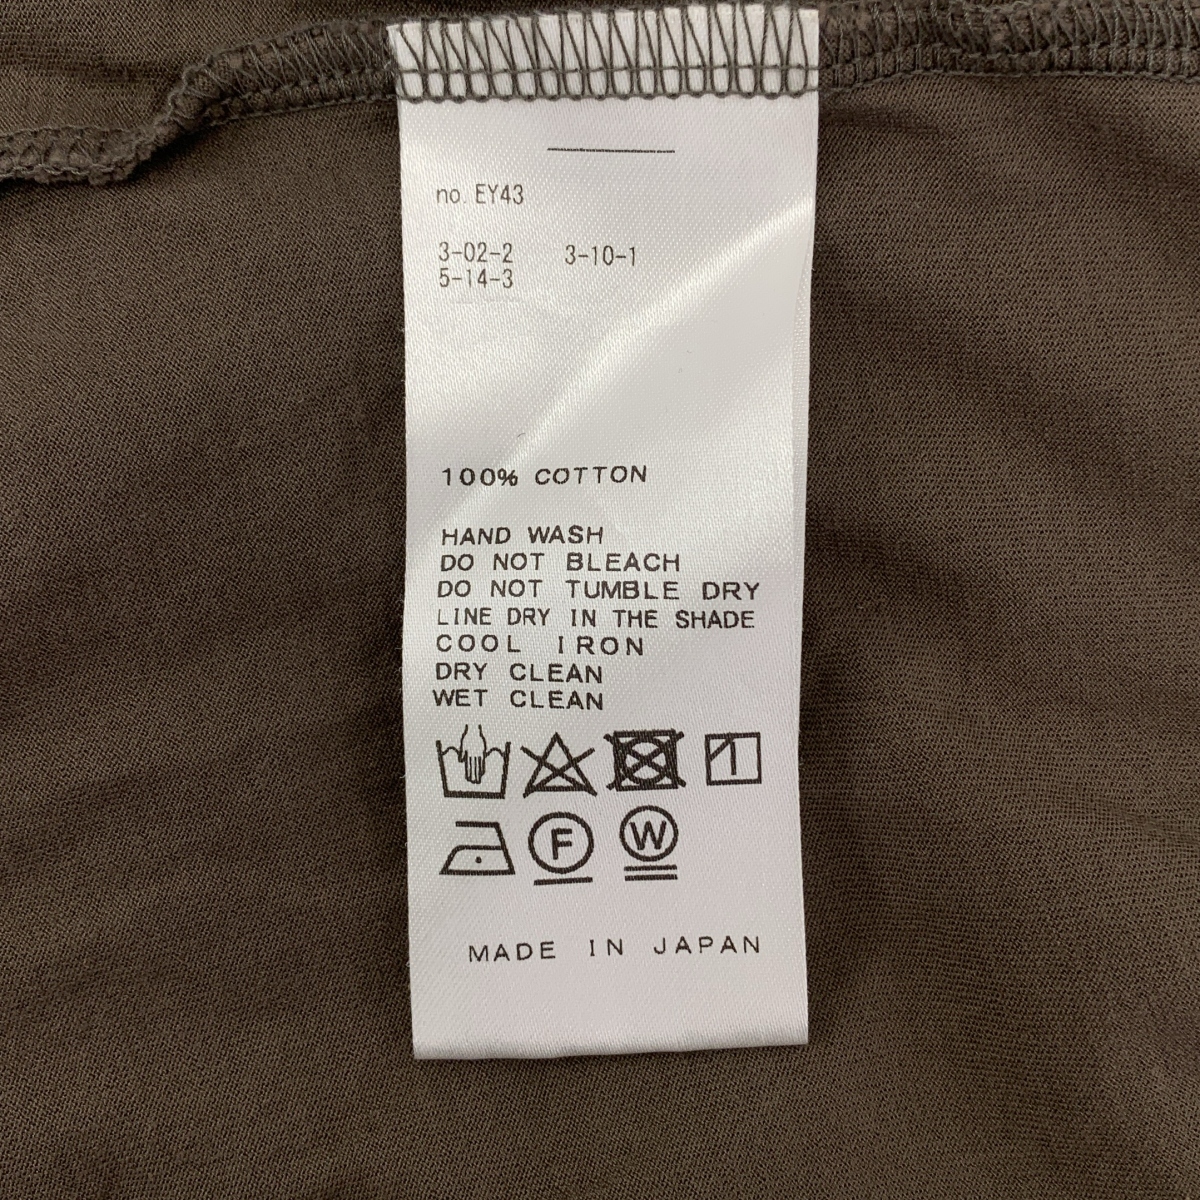 no. EY43
3-02-2 3-10-1
5-14-3
100% COTTON
HAND WASH
DO NOT BLEACH
DO NOT TUMBLE DRY
LINE DRY IN THE SHADE
COOL IRON
DRY CLEAN
WET CLEAN
F W
MADE IN JAPAN